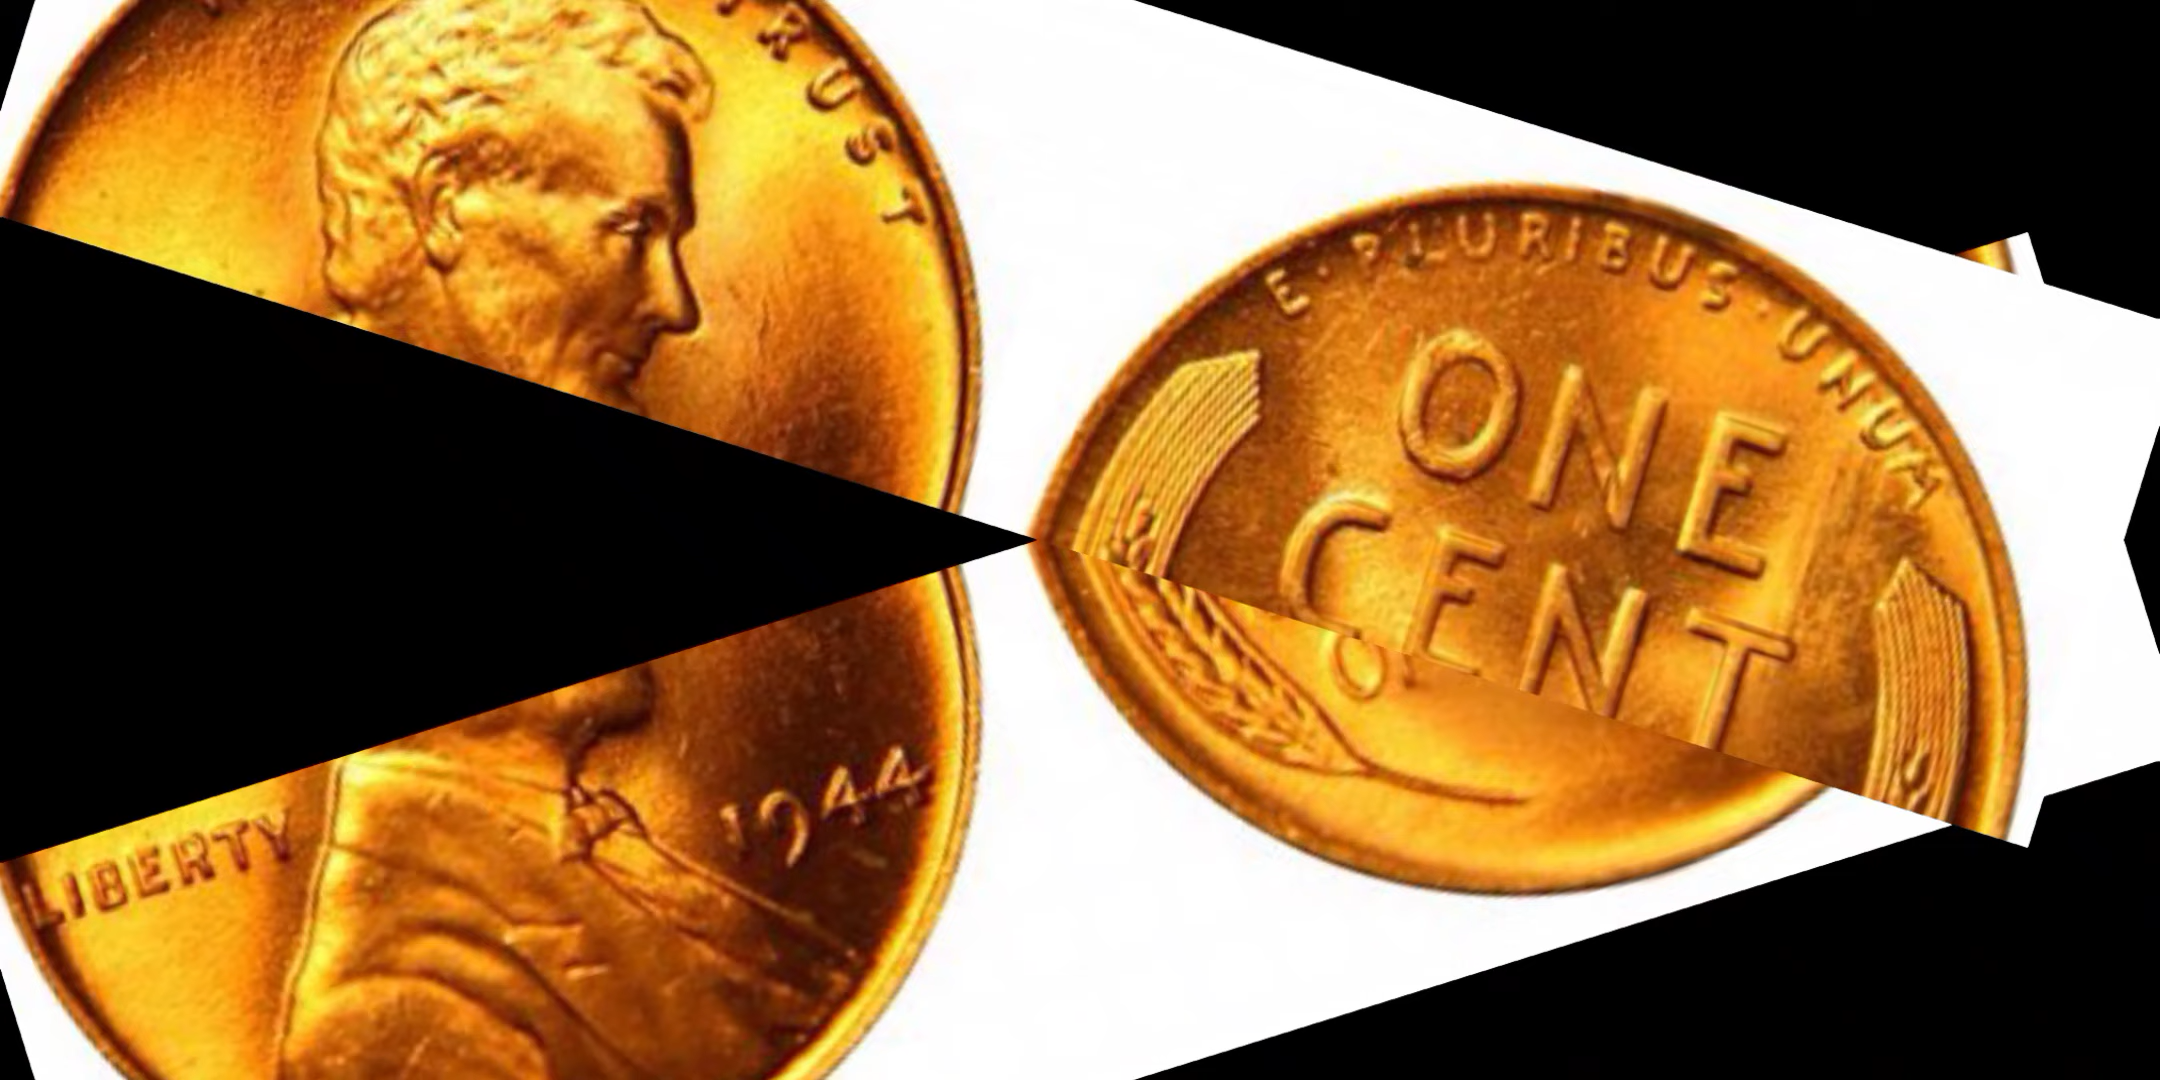 TRUST
LIBERTY
1944
E·PLURIBUS·UNUM
ONE
CENT